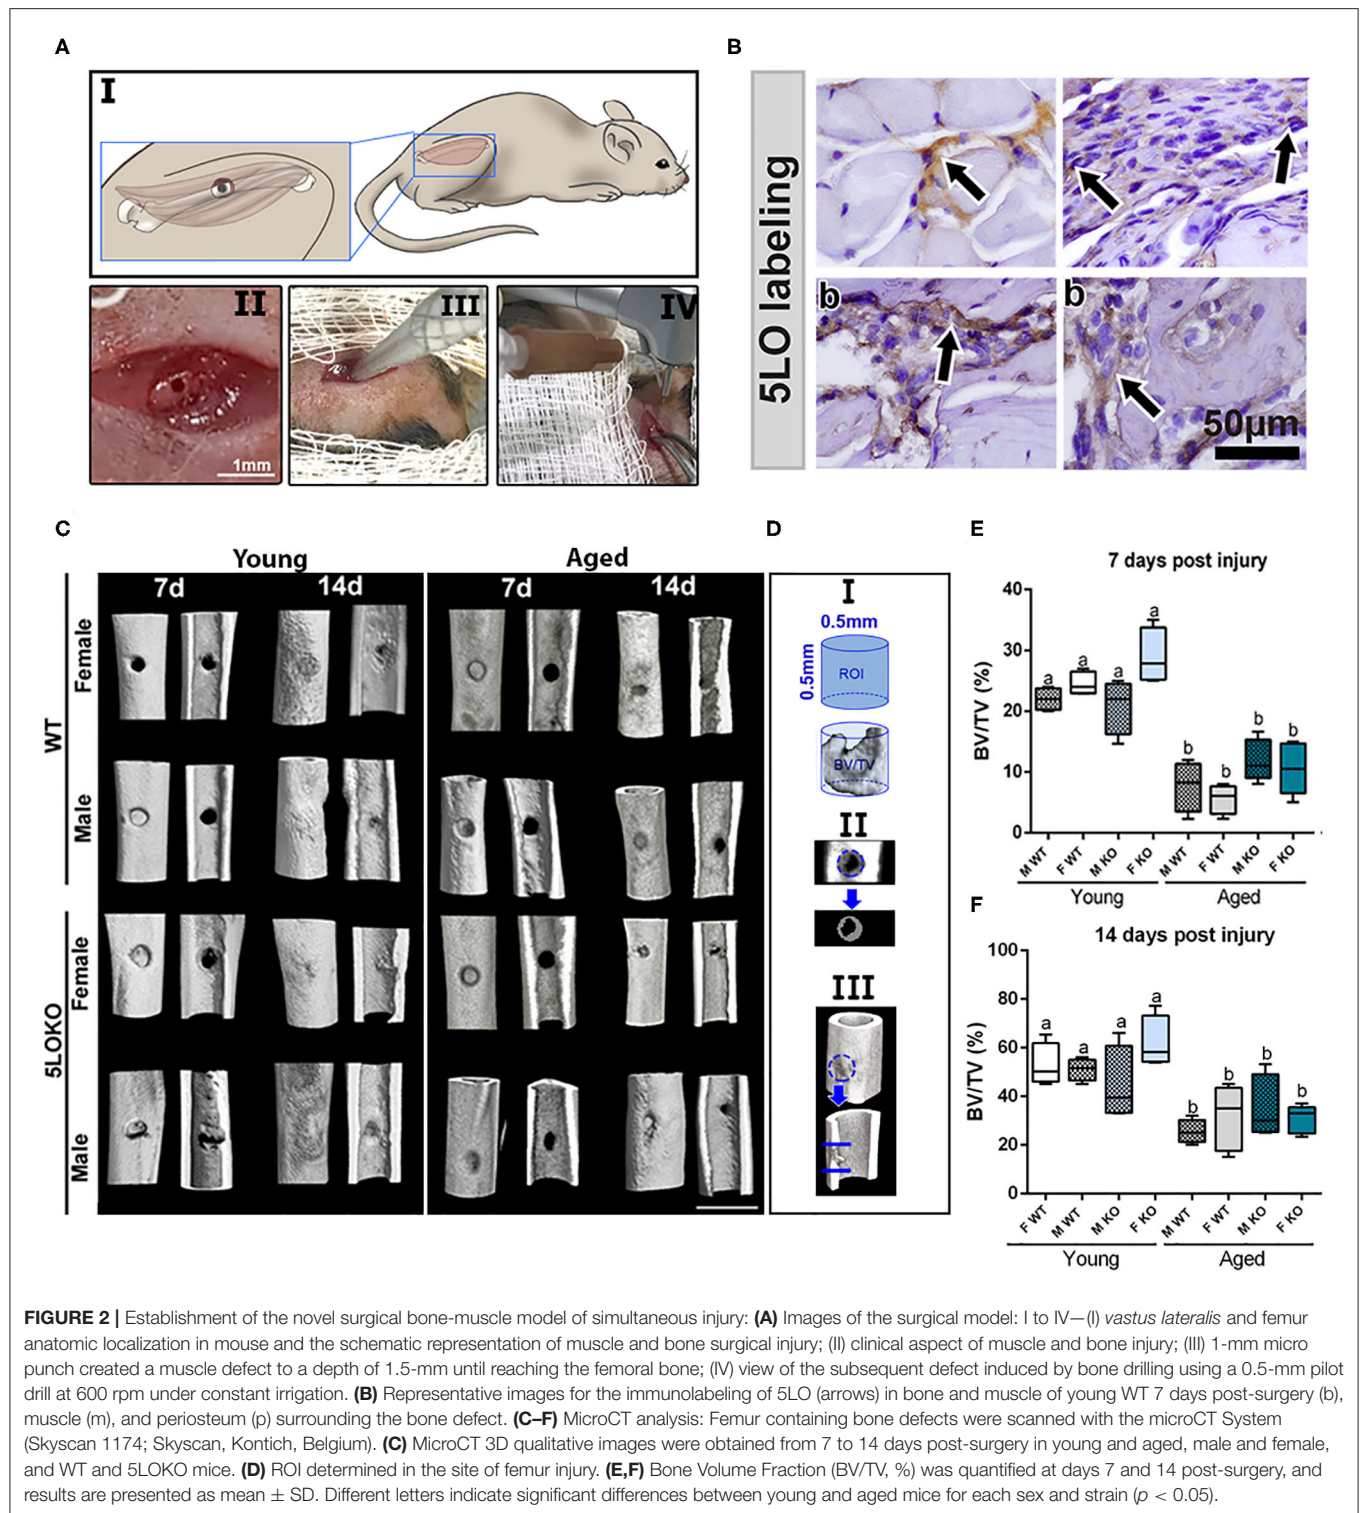 A
B
I
II
III
IV
1mm
5LO labeling
b
b
50µm
C
D
E
Young
Aged
7d
14d
7d
14d
WT
Female
Male
5LOKO
Female
Male
I
0.5mm
0.5mm
ROI
BV/TV
II
III
7 days post injury
BV/TV (%)
40
30
20
10
0
a
a
a
a
b
b
b
b
M WT
F WT
M KO
F KO
M WT
F WT
M KO
F KO
Young
Aged
F
14 days post injury
BV/TV (%)
100
80
60
40
20
0
a
a
a
a
b
b
b
b
F WT
M WT
M KO
F KO
M WT
F WT
M KO
F KO
Young
Aged
FIGURE 2 | Establishment of the novel surgical bone-muscle model of simultaneous injury: (A) Images of the surgical model: I to IV—(I) vastus lateralis and femur
anatomic localization in mouse and the schematic representation of muscle and bone surgical injury; (II) clinical aspect of muscle and bone injury; (III) 1-mm micro
punch created a muscle defect to a depth of 1.5-mm until reaching the femoral bone; (IV) view of the subsequent defect induced by bone drilling using a 0.5-mm pilot
drill at 600 rpm under constant irrigation. (B) Representative images for the immunolabeling of 5LO (arrows) in bone and muscle of young WT 7 days post-surgery (b),
muscle (m), and periosteum (p) surrounding the bone defect. (C–F) MicroCT analysis: Femur containing bone defects were scanned with the microCT System
(Skyscan 1174; Skyscan, Kontich, Belgium). (C) MicroCT 3D qualitative images were obtained from 7 to 14 days post-surgery in young and aged, male and female,
and WT and 5LOKO mice. (D) ROI determined in the site of femur injury. (E,F) Bone Volume Fraction (BV/TV, %) was quantified at days 7 and 14 post-surgery, and
results are presented as mean ± SD. Different letters indicate significant differences between young and aged mice for each sex and strain (p < 0.05).